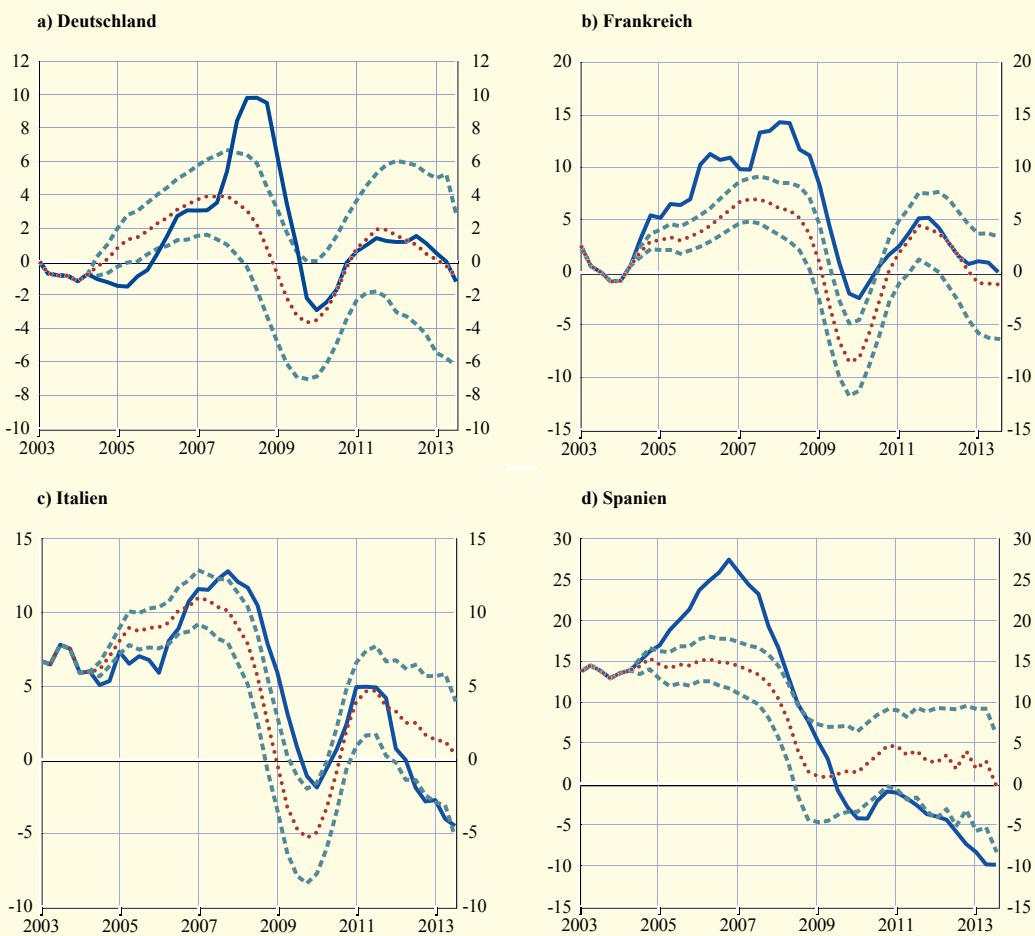 a) Deutschland
b) Frankreich
12 12 20 20
10 10 15 15
8 8
6 6 10 10
4 4 5 5
2 2
0 0 0 0
-2 -2
-4 -4 -5 -5
-6 -6 -10 -10
-8 -8
-10 -10 -15 -15
2003 2005 2007 2009 2011 2013 2003 2005 2007 2009 2011 2013
c) Italien
d) Spanien
15 15 30 30
25 25
10 10 20 20
5 5 15 15
10 10
0 0 5 5
0 0
-5 -5 -5 -5
-10 -10
-10 -10 -15 -15
2003 2005 2007 2009 2011 2013 2003 2005 2007 2009 2011 2013